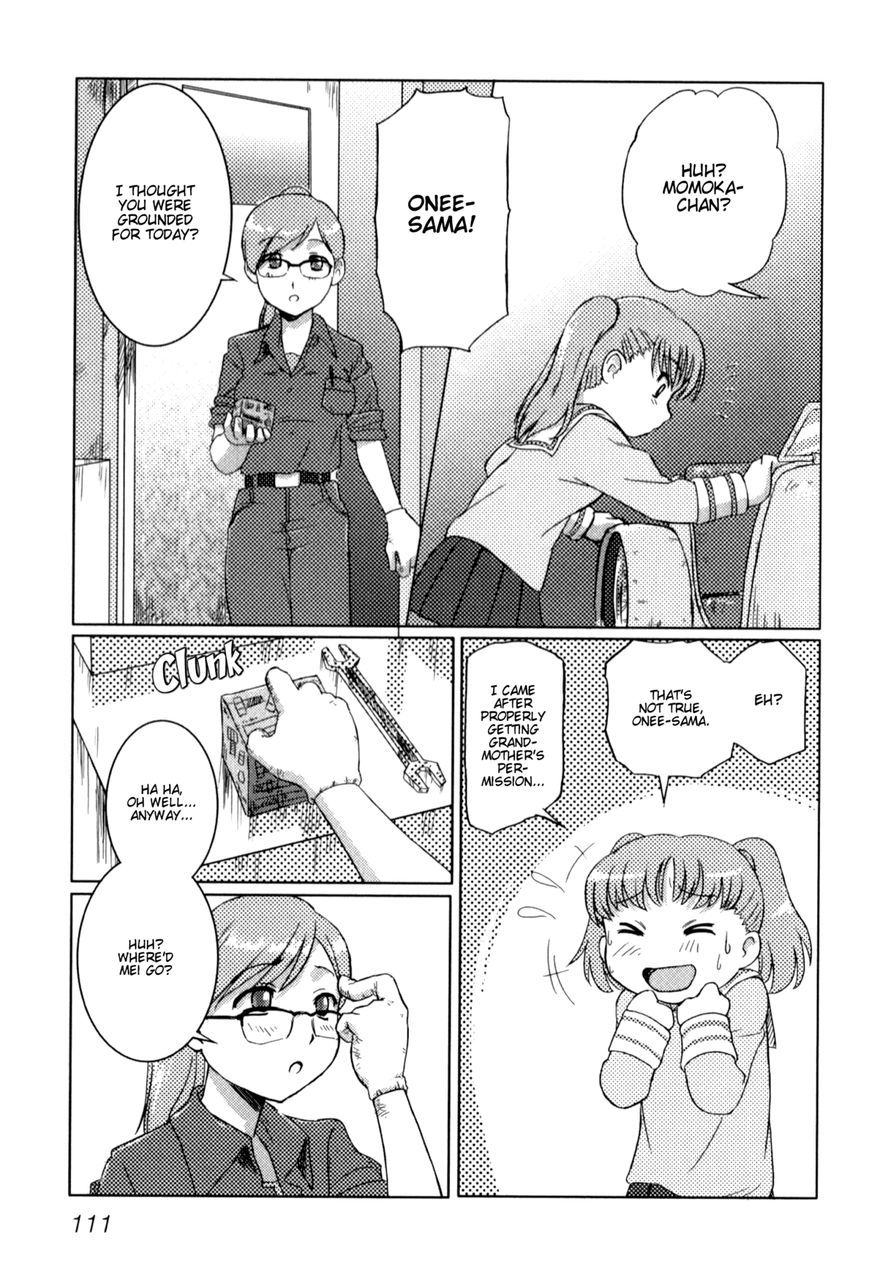 HUH?
MOMOKA-
CHAN?
ONEE-
SAMA!
I THOUGHT
YOU WERE
GROUNDED
FOR TODAY?
EH?
THAT'S
NOT TRUE,
ONEE-SAMA.
I CAME
AFTER
PROPERLY
GETTING
GRAND-
MOTHER'S
PER-
MISSION...
Clunk
HA HA,
OH WELL...
ANYWAY...
HUH?
WHERE'D
MEI GO?
111